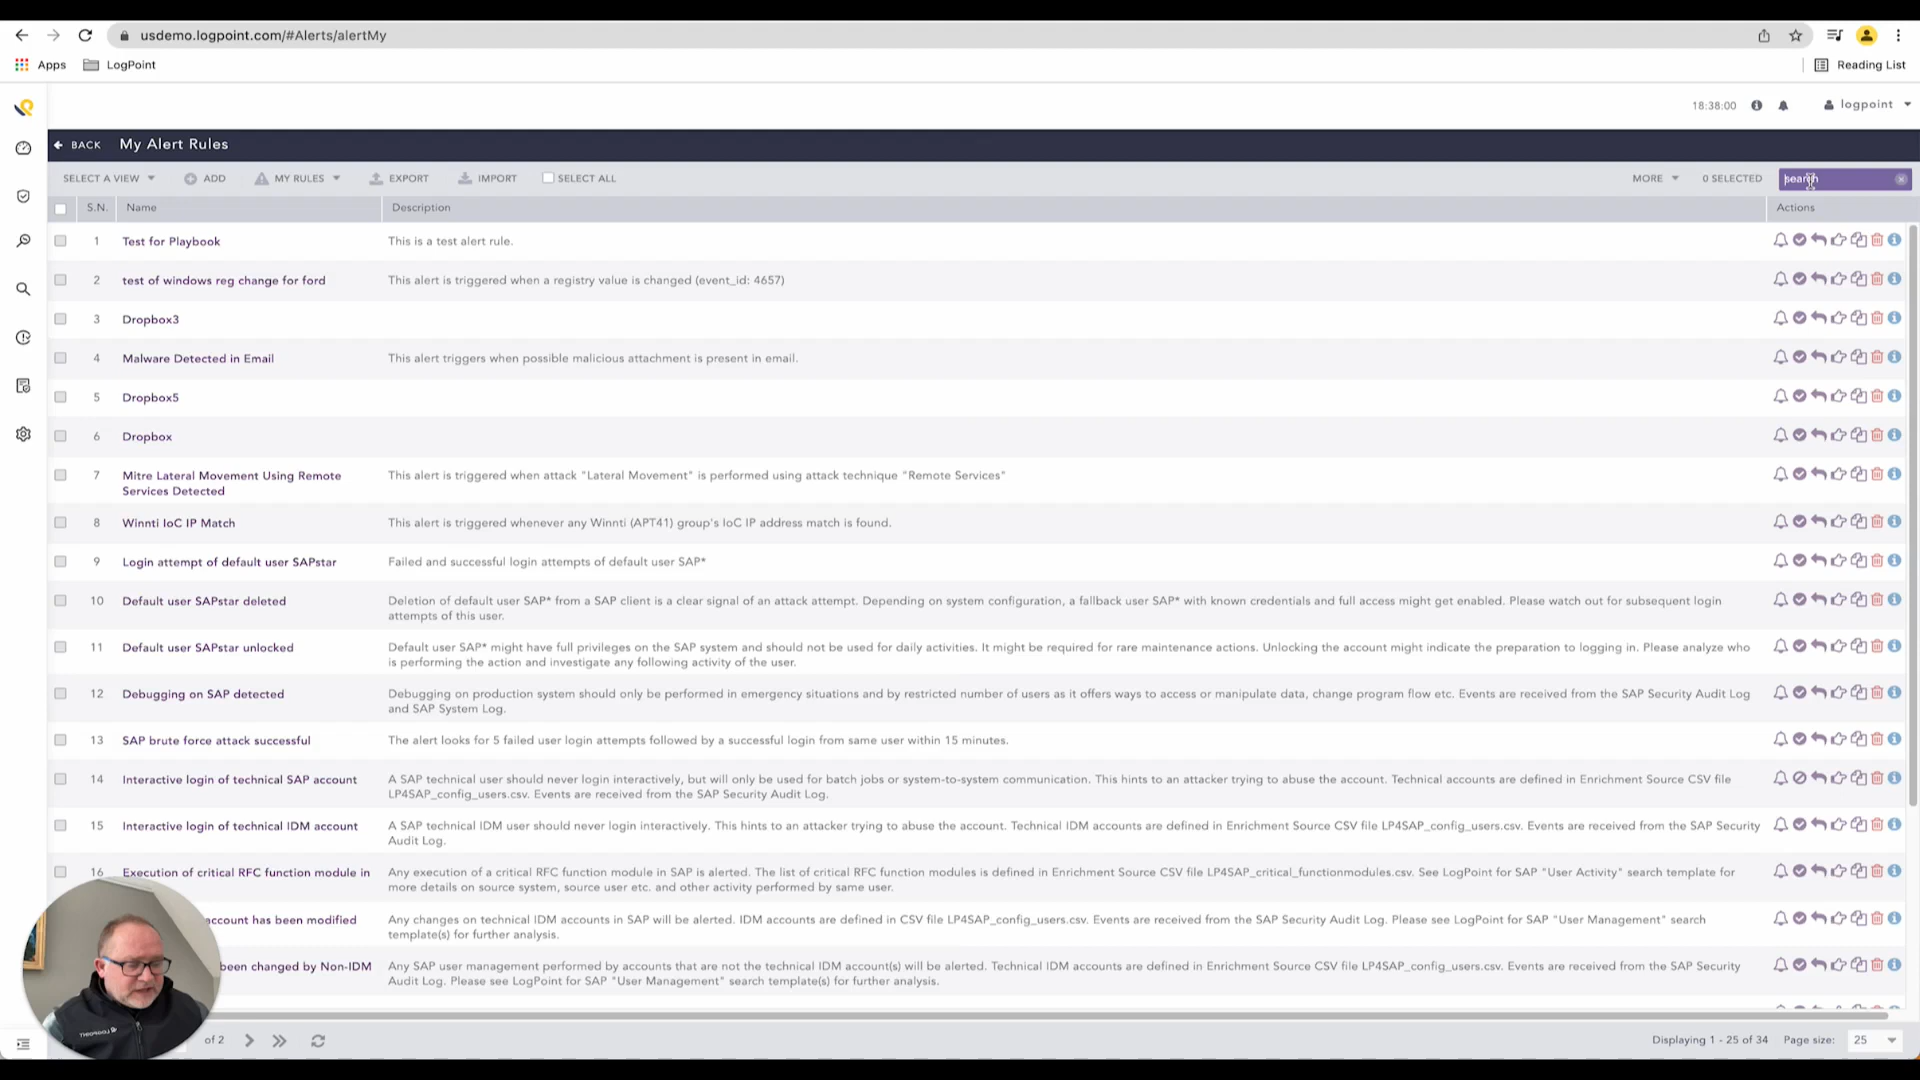 usdemo.logpoint.com/#Alerts/alertMy
Apps LogPoint Reading List
18:38:00 logpoint
BACK My Alert Rules
SELECT A VIEW ADD MY RULES EXPORT IMPORT SELECT ALL MORE 0 SELECTED search
S.N. Name Description Actions
1 Test for Playbook This is a test alert rule.
2 test of windows reg change for ford This alert is triggered when a registry value is changed (event_id: 4657)
3 Dropbox3
4 Malware Detected in Email This alert triggers when possible malicious attachment is present in email.
5 Dropbox5
6 Dropbox
7 Mitre Lateral Movement Using Remote This alert is triggered when attack "Lateral Movement" is performed using attack technique "Remote Services"
Services Detected
8 Winnti IoC IP Match This alert is triggered whenever any Winnti (APT41) group's IoC IP address match is found.
9 Login attempt of default user SAPstar Failed and successful login attempts of default user SAP*
10 Default user SAPstar deleted Deletion of default user SAP* from a SAP client is a clear signal of an attack attempt. Depending on system configuration, a fallback user SAP* with known credentials and full access might get enabled. Please watch out for subsequent login
attempts of this user.
11 Default user SAPstar unlocked Default user SAP* might have full privileges on the SAP system and should not be used for daily activities. It might be required for rare maintenance actions. Unlocking the account might indicate the preparation to logging in. Please analyze who
is performing the action and investigate any following activity of the user.
12 Debugging on SAP detected Debugging on production system should only be performed in emergency situations and by restricted number of users as it offers ways to access or manipulate data, change program flow etc. Events are received from the SAP Security Audit Log
and SAP System Log.
13 SAP brute force attack successful The alert looks for 5 failed user login attempts followed by a successful login from same user within 15 minutes.
14 Interactive login of technical SAP account A SAP technical user should never login interactively, but will only be used for batch jobs or system-to-system communication. This hints to an attacker trying to abuse the account. Technical accounts are defined in Enrichment Source CSV file
LP4SAP_config_users.csv. Events are received from the SAP Security Audit Log.
15 Interactive login of technical IDM account A SAP technical IDM user should never login interactively. This hints to an attacker trying to abuse the account. Technical IDM accounts are defined in Enrichment Source CSV file LP4SAP_config_users.csv. Events are received from the SAP Security
Audit Log.
16 Execution of critical RFC function module in Any execution of a critical RFC function module in SAP is alerted. The list of critical RFC function modules is defined in Enrichment Source CSV file LP4SAP_critical_functionmodules.csv. See LogPoint for SAP "User Activity" search template for
more details on source system, source user etc. and other activity performed by same user.
account has been modified Any changes on technical IDM accounts in SAP will be alerted. IDM accounts are defined in CSV file LP4SAP_config_users.csv. Events are received from the SAP Security Audit Log. Please see LogPoint for SAP "User Management" search
template(s) for further analysis.
been changed by Non-IDM Any SAP user management performed by accounts that are not the technical IDM account(s) will be alerted. Technical IDM accounts are defined in Enrichment Source CSV file LP4SAP_config_users.csv. Events are received from the SAP Security
Audit Log. Please see LogPoint for SAP "User Management" search template(s) for further analysis.
of 2 Displaying 1 - 25 of 34 Page size: 25